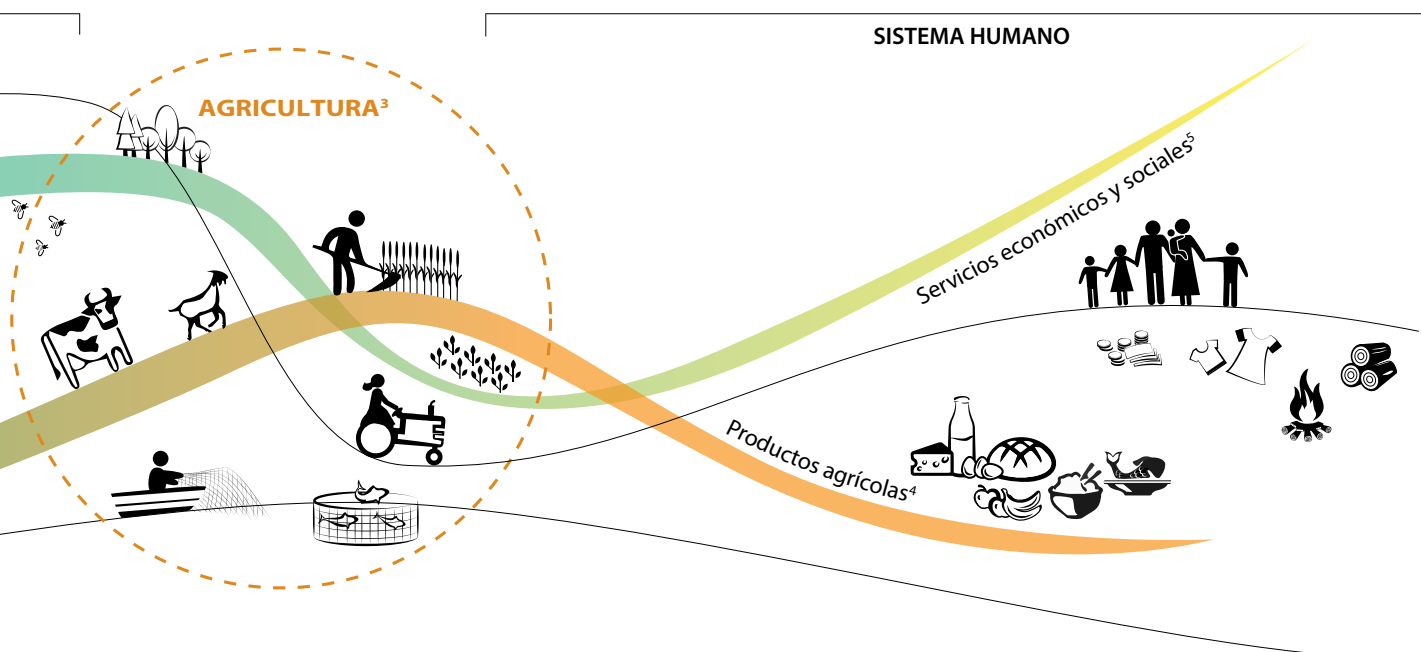 SISTEMA HUMANO
AGRICULTURA³
Servicios económicos y sociales⁵
Productos agrícolas⁴